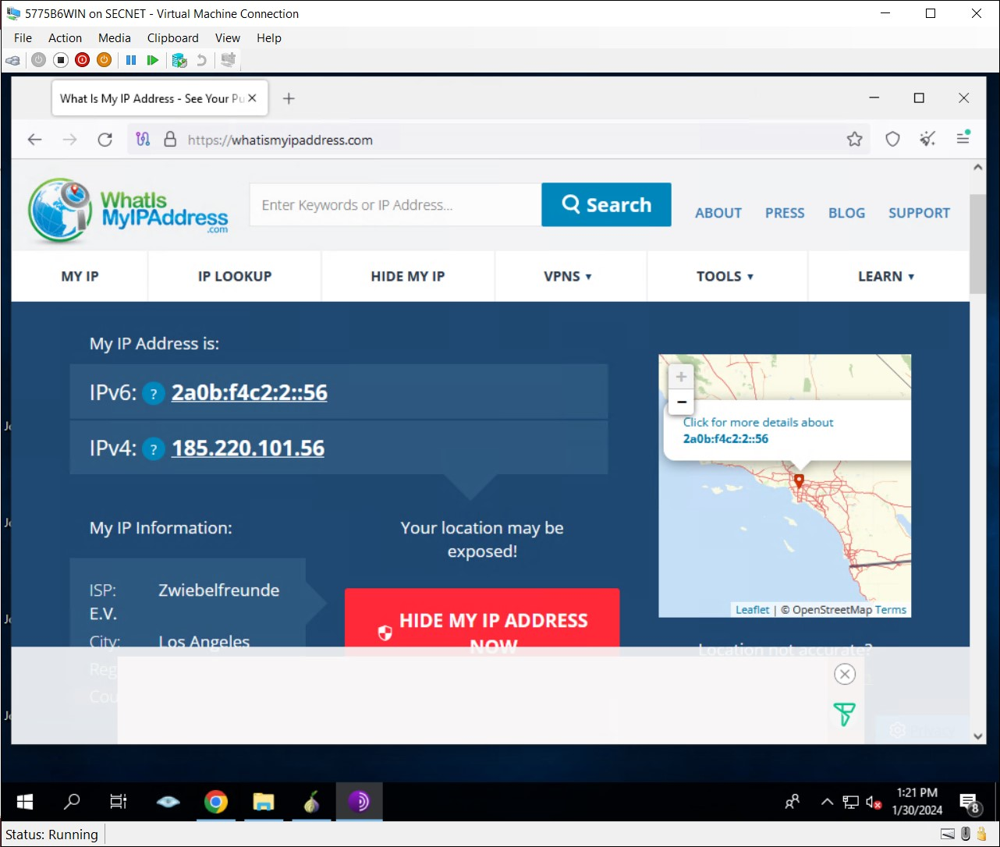 5775B6WIN on SECNET - Virtual Machine Connection
File Action Media Clipboard View Help
What Is My IP Address - See Your Pu
https://whatismyipaddress.com
WhatIs
MyIPAddress
.com
Enter Keywords or IP Address...
Search
ABOUT PRESS BLOG SUPPORT
MY IP IP LOOKUP HIDE MY IP VPNS TOOLS LEARN
My IP Address is:
IPv6: ? 2a0b:f4c2:2::56
IPv4: ? 185.220.101.56
+
−
Click for more details about
2a0b:f4c2:2::56
Leaflet | © OpenStreetMap Terms
My IP Information:
Your location may be
exposed!
ISP: Zwiebelfreunde
E.V.
City: Los Angeles
Reg
Cou
HIDE MY IP ADDRESS
NOW
Location not accurate?
Privacy
1:21 PM
1/30/2024
8
Status: Running